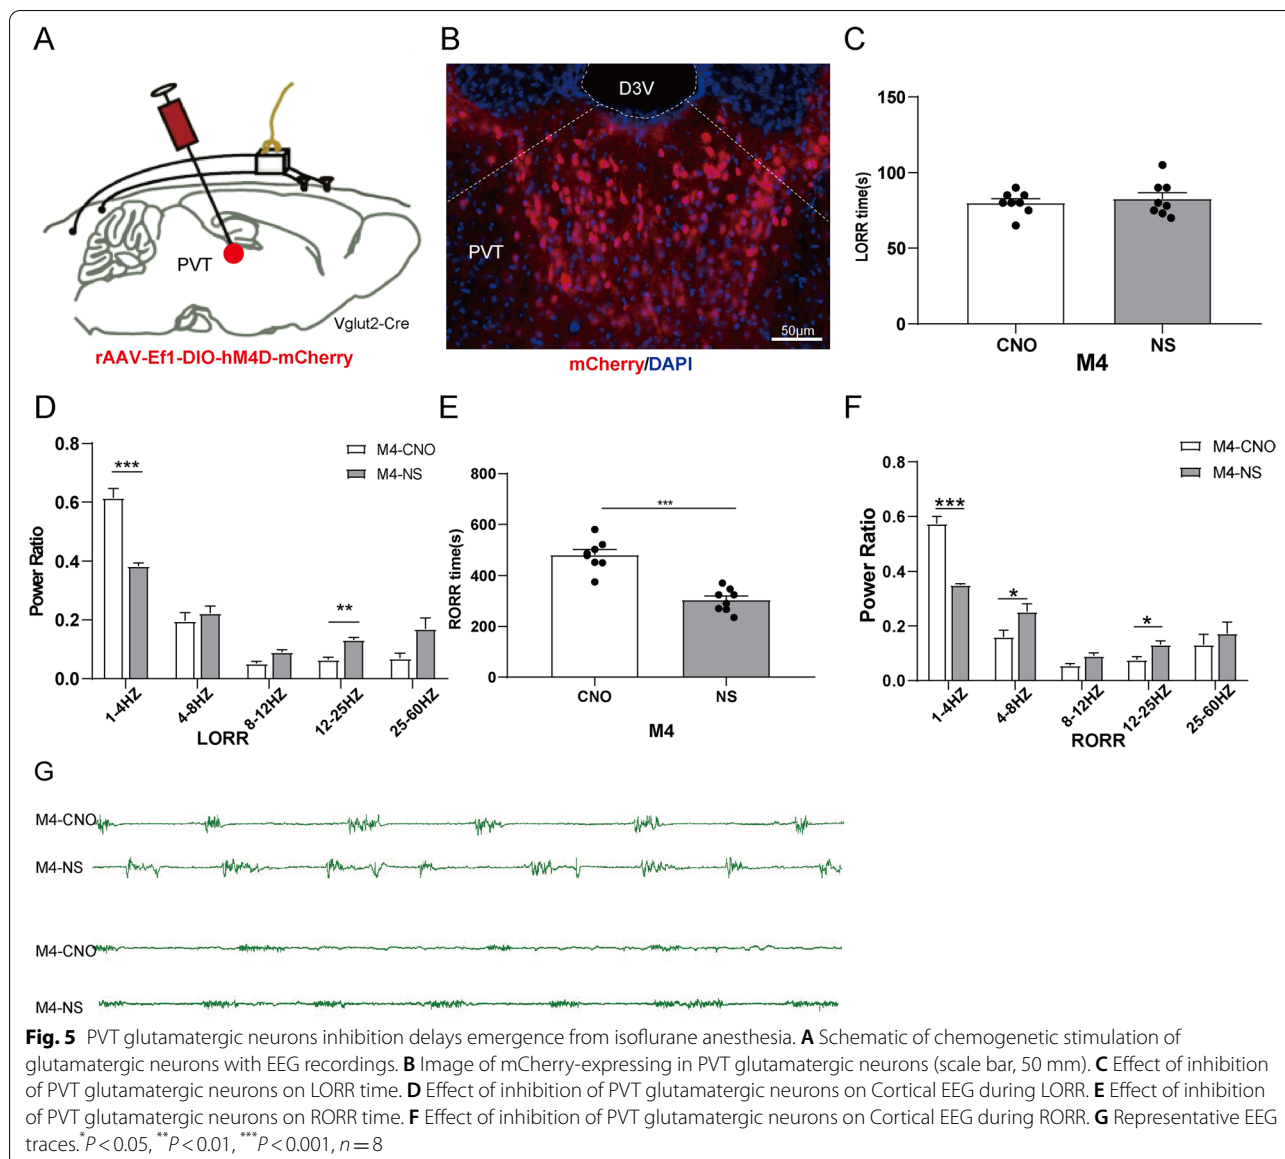 A
PVT
Vglut2-Cre
rAAV-Ef1-DIO-hM4D-mCherry
B
D3V
PVT
50μm
mCherry/DAPI
C
LORR time(s)
150
100
50
0
CNO
NS
M4
D
Power Ratio
0.8
0.6
0.4
0.2
0.0
M4-CNO
M4-NS
***
**
1-4HZ
4-8HZ
8-12HZ
12-25HZ
25-60HZ
LORR
E
RORR time(s)
800
600
400
200
0
***
CNO
NS
M4
F
Power Ratio
0.8
0.6
0.4
0.2
0.0
M4-CNO
M4-NS
***
*
*
1-4HZ
4-8HZ
8-12HZ
12-25HZ
25-60HZ
RORR
G
M4-CNO
M4-NS
M4-CNO
M4-NS
Fig. 5 PVT glutamatergic neurons inhibition delays emergence from isoflurane anesthesia. A Schematic of chemogenetic stimulation of
glutamatergic neurons with EEG recordings. B Image of mCherry-expressing in PVT glutamatergic neurons (scale bar, 50 mm). C Effect of inhibition
of PVT glutamatergic neurons on LORR time. D Effect of inhibition of PVT glutamatergic neurons on Cortical EEG during LORR. E Effect of inhibition
of PVT glutamatergic neurons on RORR time. F Effect of inhibition of PVT glutamatergic neurons on Cortical EEG during RORR. G Representative EEG
traces.*P < 0.05, **P < 0.01, ***P < 0.001, n = 8